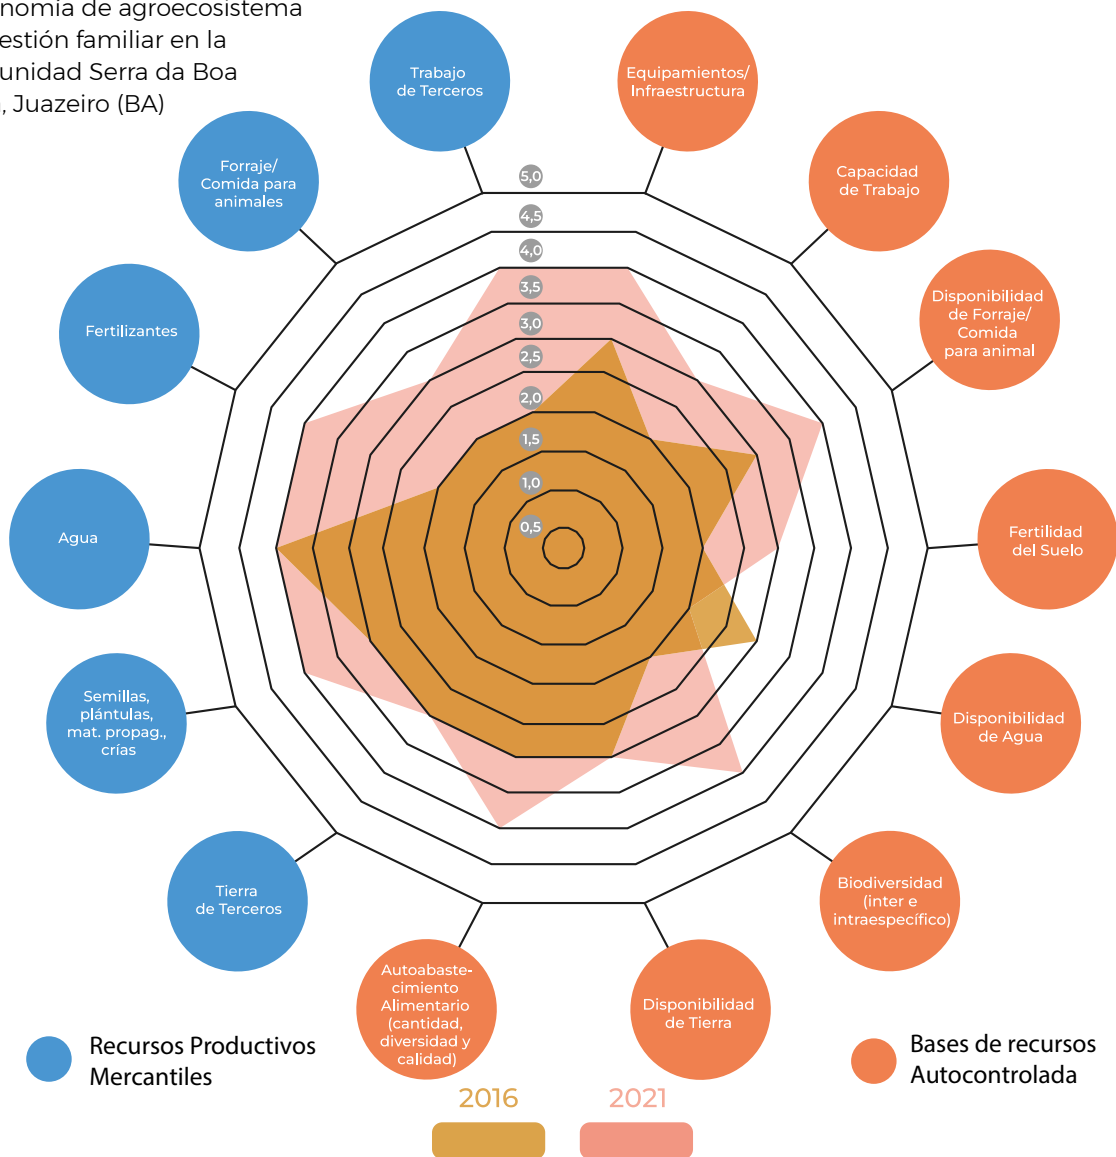 nomía de agroecosistema
estión familiar en la
unidad Serra da Boa
, Juazeiro (BA)
Trabajo
de Terceros
Equipamientos/
Infraestructura
Forraje/
Comida para
animales
Capacidad
de Trabajo
Fertilizantes
Disponibilidad
de Forraje/
Comida
para animal
Agua
Fertilidad
del Suelo
Semillas,
plántulas,
mat. propag.,
crías
Disponibilidad
de Agua
Tierra
de Terceros
Biodiversidad
(inter e
intraespecífico)
Autoabaste-
cimiento
Alimentario
(cantidad,
diversidad y
calidad)
Disponibilidad
de Tierra
5,0
4,5
4,0
3,5
3,0
2,5
2,0
1,5
1,0
0,5
Recursos Productivos
Mercantiles
Bases de recursos
Autocontrolada
2016
2021